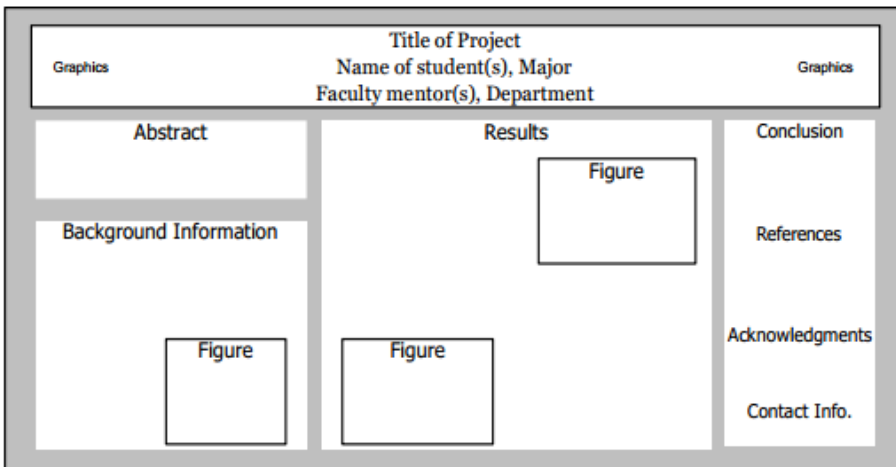 Title of Project
Graphics
Name of student(s), Major
Graphics
Faculty mentor(s), Department
Abstract
Background Information
Figure
Results
Figure
Figure
Conclusion
References
Acknowledgments
Contact Info.